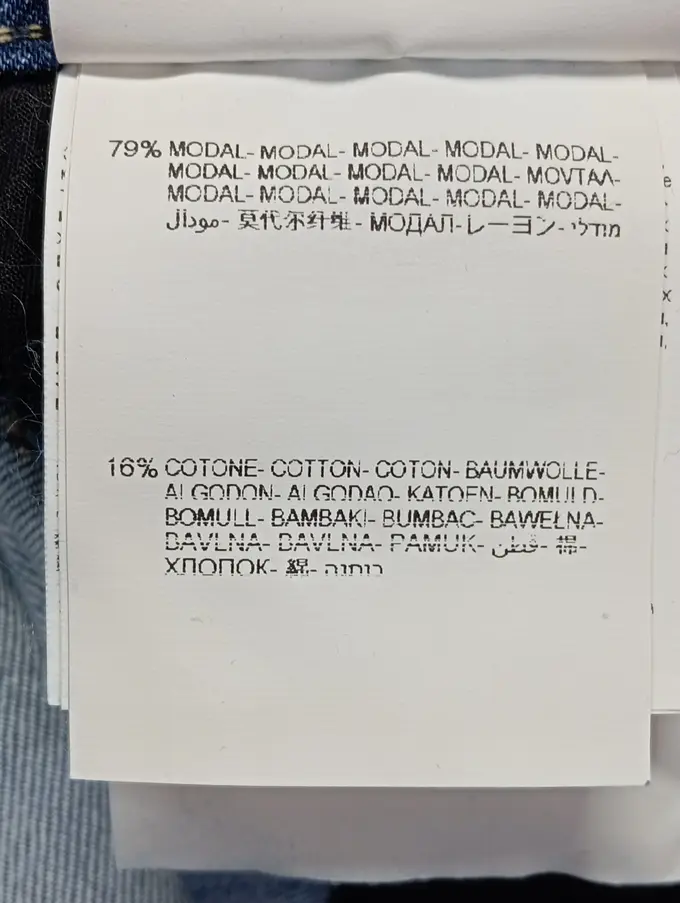 79% MODAL- MODAL- MODAL- MODAL- MODAL-
MODAL- MODAL- MODAL- MODAL- ΜΟΝΤΑΛ-
MODAL- MODAL- MODAL- MODAL- MODAL-
مودال- 莫代尔纤维- МОДАЛ-レーヨン- מודלי
16% COTONE- COTTON- COTON- BAUMWOLLE-
ALGODON- ALGODAO- KATOEN- BOMULD-
BOMULL- BAMBAKI- BUMBAC- BAWEŁNA-
BAVLNA- BAVLNA- PAMUK- قطن- 棉-
ХЛОПОК- 綿- כותנה